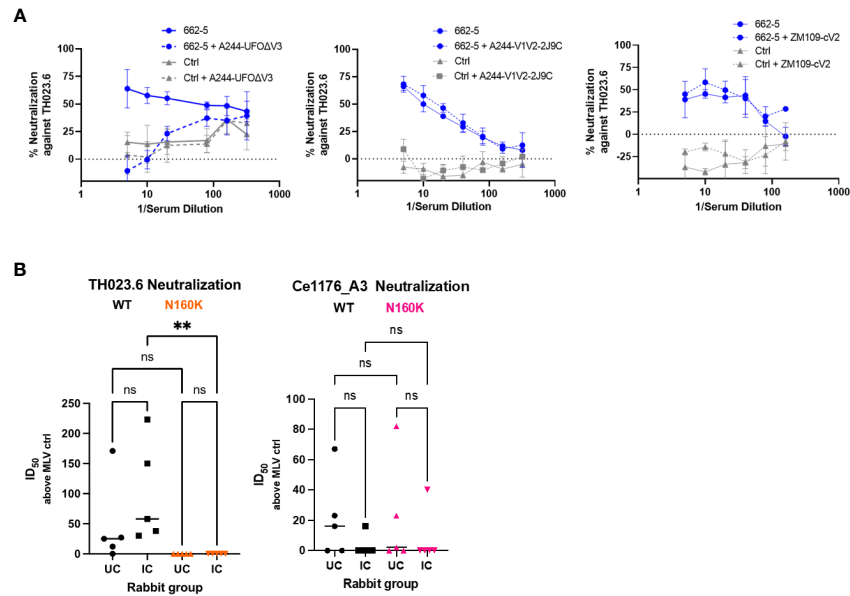 A
662-5
662-5 + A244-UFOΔV3
Ctrl
Ctrl + A244-UFOΔV3
% Neutralization
against TH023.6
100
75
50
25
0
1
10
100
1000
1/Serum Dilution
662-5
662-5 + A244-V1V2-2J9C
Ctrl
Ctrl + A244-V1V2-2J9C
% Neutralization
against TH023.6
100
75
50
25
0
1
10
100
1000
1/Serum Dilution
662-5
662-5 + ZM109-cV2
Ctrl
Ctrl + ZM109-cV2
% Neutralization
against TH023.6
100
75
50
25
0
-25
1
10
100
1000
1/Serum Dilution
B
TH023.6 Neutralization
WT N160K
**
ns
ns ns
ID50
above MLV ctrl
250
200
150
100
50
0
UC IC UC IC
Rabbit group
Ce1176_A3 Neutralization
WT N160K
ns
ns
ns ns
ID50
above MLV ctrl
100
80
60
40
20
0
UC IC UC IC
Rabbit group